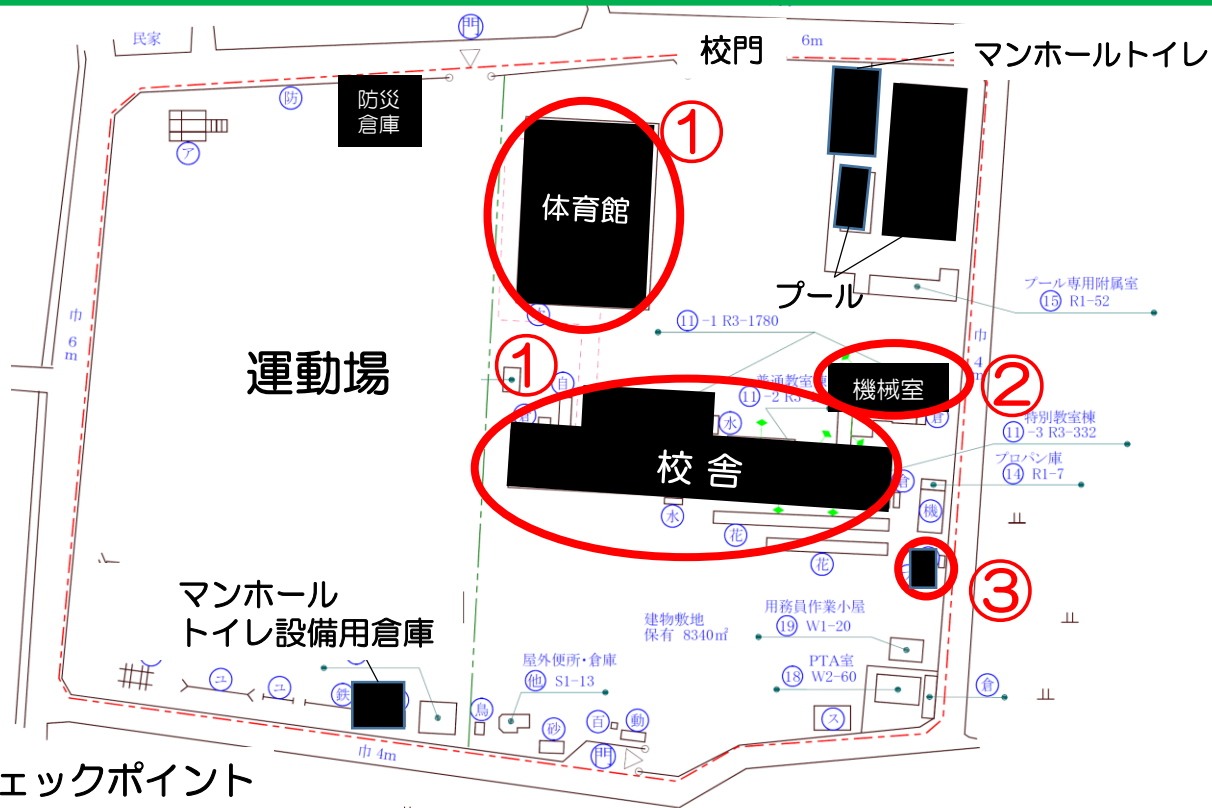 民家
門
校門
6m
マンホールトイレ
防災
倉庫
防
ア
①
体育館
プール
プール専用附属室
⑮ R1-52
⑪-1 R3-1780
巾
6
m
運動場
①
自
巾
4
m
機械室
②
普通教室
⑪-2 R3-
水
倉
特別教室棟
⑪-3 R3-332
校舎
プロパン庫
⑭ R1-7
倉
機
水
花
花
③
マンホール
トイレ設備用倉庫
建物敷地
保有 8340㎡
用務員作業小屋
⑲ W1-20
屋外便所・倉庫
他 S1-13
PTA室
⑱ W2-60
倉
ユ
ユ
鉄
鳥
砂
百
動
ス
門
巾 4m
ェックポイント